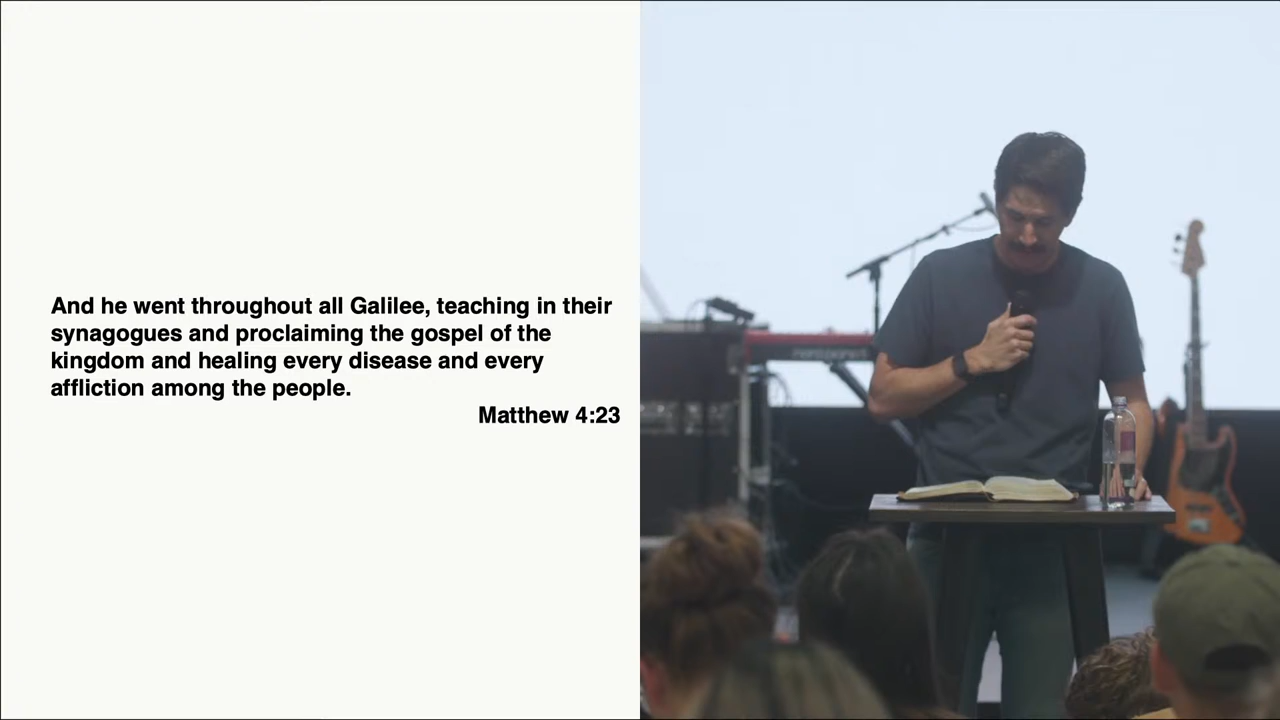 And he went throughout all Galilee, teaching in their
synagogues and proclaiming the gospel of the
kingdom and healing every disease and every
affliction among the people.
Matthew 4:23